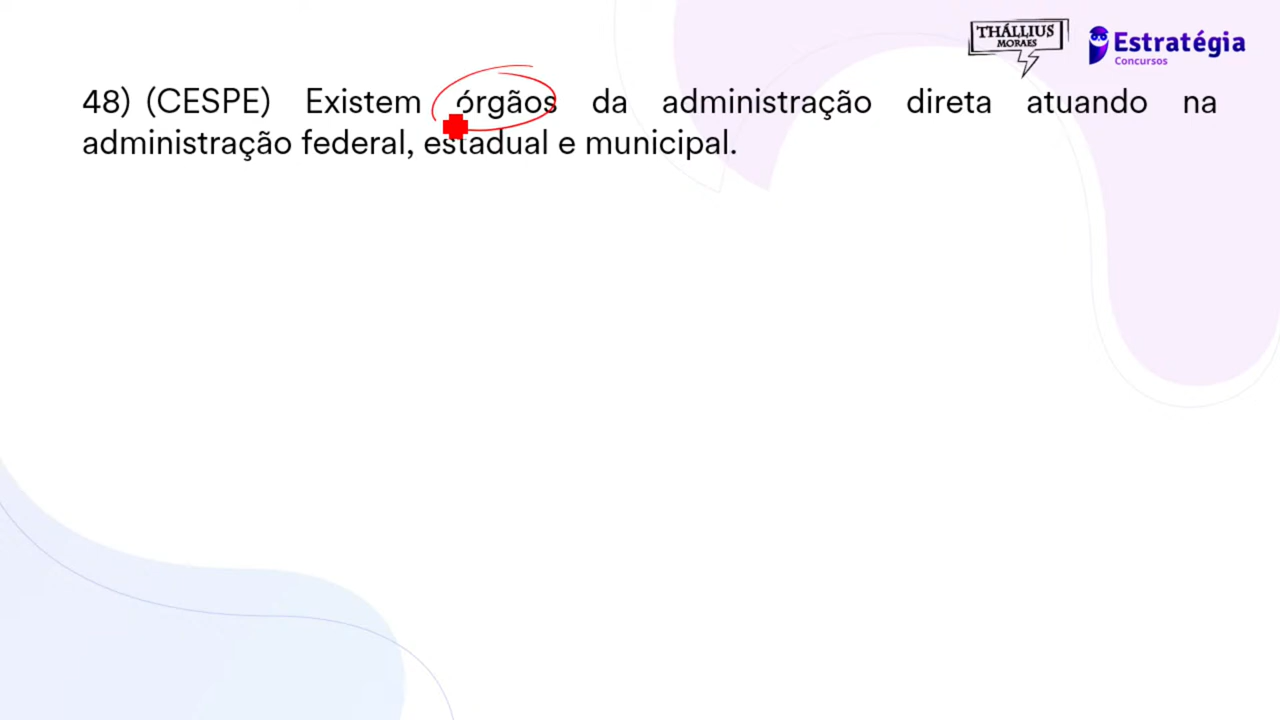 THÁLLIUS
MORAES
Estratégia
Concursos
48) (CESPE) Existem órgãos da administração direta atuando na
administração federal, estadual e municipal.